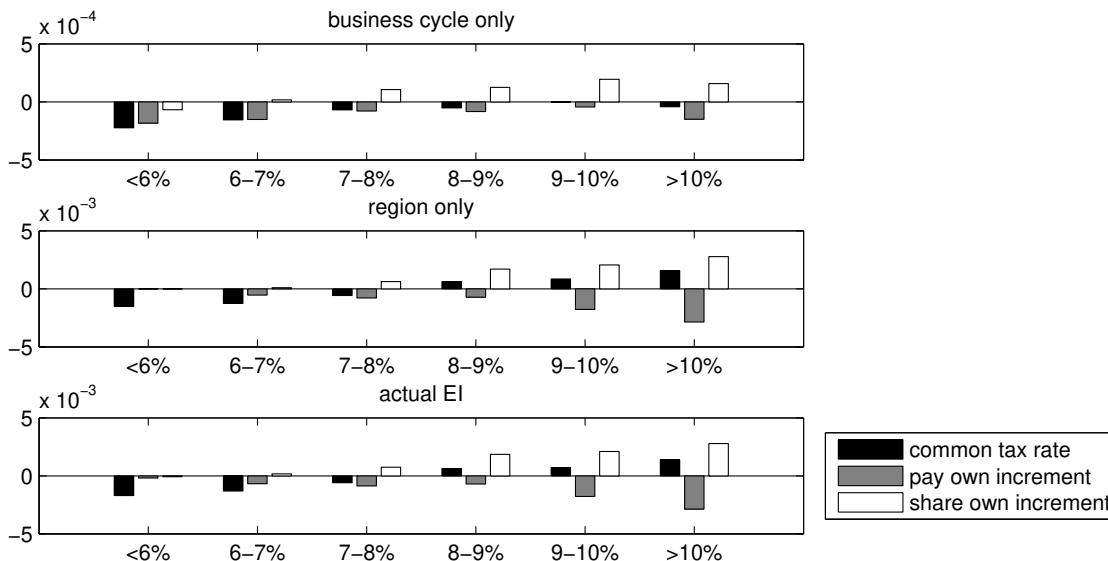 business cycle only
x 10−4
5
0
−5
<6% 6−7% 7−8% 8−9% 9−10% >10%
region only
x 10−3
5
0
−5
<6% 6−7% 7−8% 8−9% 9−10% >10%
actual EI
x 10−3
5
0
−5
<6% 6−7% 7−8% 8−9% 9−10% >10%
common tax rate
pay own increment
share own increment